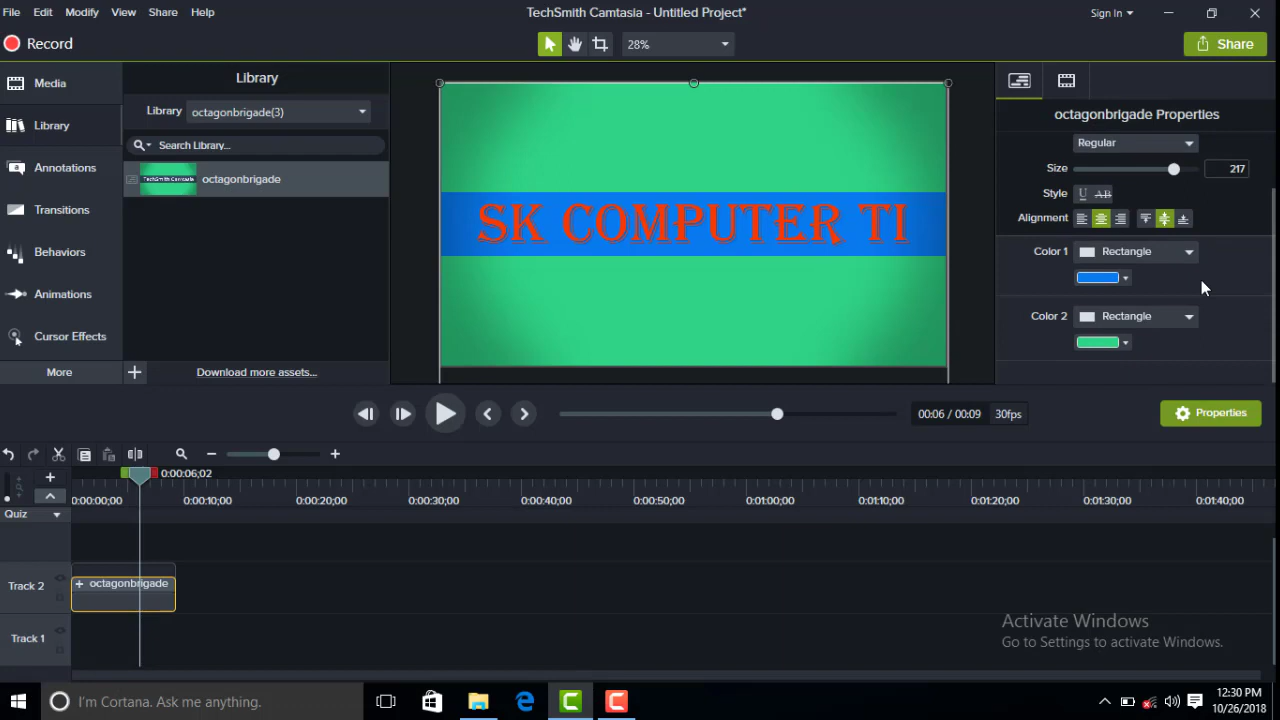 File Edit Modify View Share Help
TechSmith Camtasia - Untitled Project*
Sign In
Record
28%
Share
Media
Library
Annotations
Transitions
Behaviors
Animations
Cursor Effects
More
Library
Library octagonbrigade(3)
Search Library...
TechSmith Camtasia
octagonbrigade
Download more assets...
SK COMPUTER TI
octagonbrigade Properties
Regular
Size 217
Style U AB
Alignment
Color 1 Rectangle
Color 2 Rectangle
00:06 / 00:09 30fps
Properties
0:00:06;02
0:00:00;00 0:00:10;00 0:00:20;00 0:00:30;00 0:00:40;00 0:00:50;00 0:01:00;00 0:01:10;00 0:01:20;00 0:01:30;00 0:01:40;00
Quiz
Track 2
+ octagonbrigade
Track 1
Activate Windows
Go to Settings to activate Windows.
I'm Cortana. Ask me anything.
12:30 PM
10/26/2018